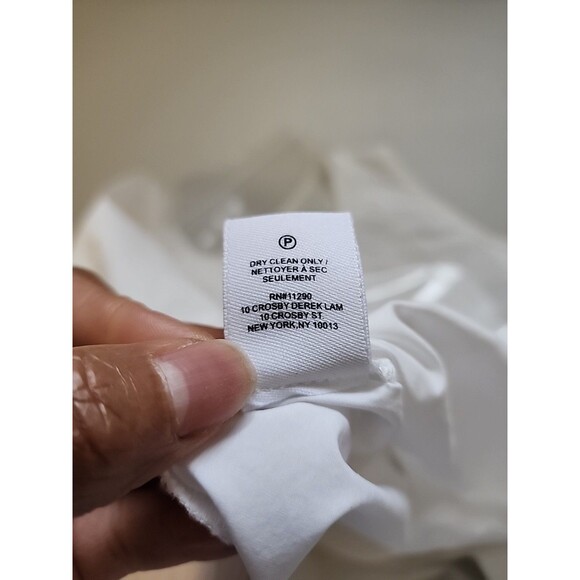 P
DRY CLEAN ONLY /
NETTOYER À SEC
SEULEMENT
RN#11290
10 CROSBY DEREK LAM
10 CROSBY ST
NEW YORK,NY 10013